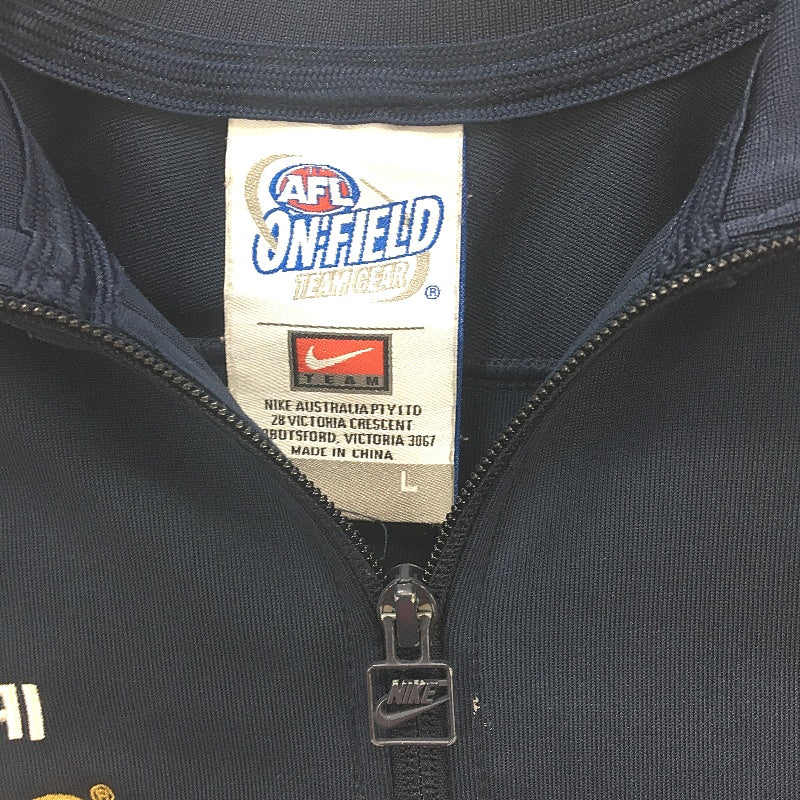 AFL
ON-FIELD
TEAM GEAR
®
TEAM
NIKE AUSTRALIA PTY LTD
28 VICTORIA CRESCENT
ABBOTSFORD, VICTORIA 3067
MADE IN CHINA
L
NIKE
®